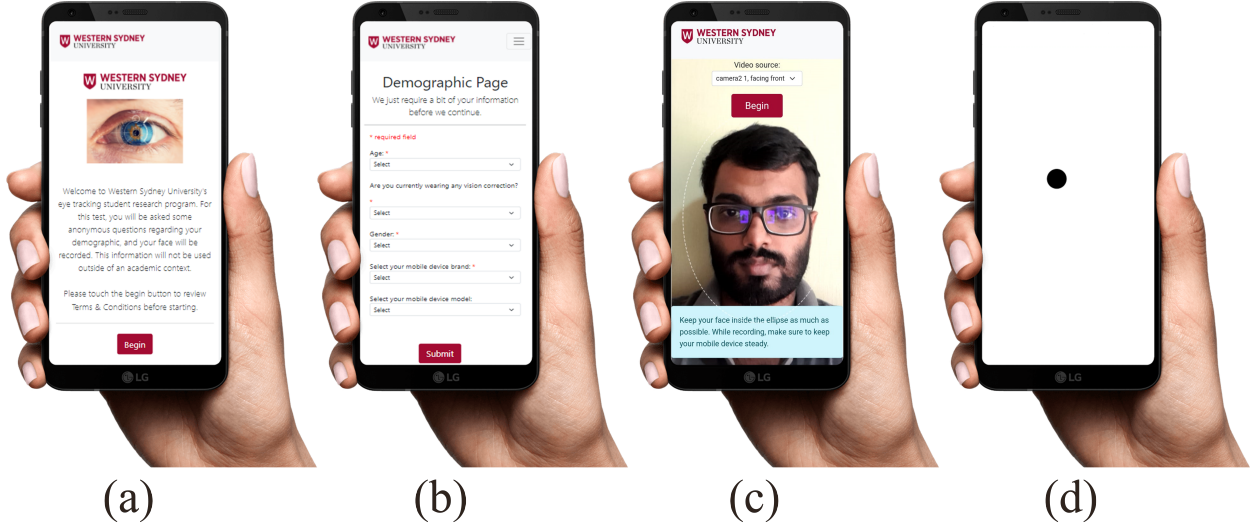 WESTERN SYDNEY
UNIVERSITY
WESTERN SYDNEY
UNIVERSITY
Welcome to Western Sydney University's
eye tracking student research program. For
this test, you will be asked some
anonymous questions regarding your
demographic, and your face will be
recorded. This information will not be used
outside of an academic context.
Please touch the begin button to review
Terms & Conditions before starting.
Begin
LG
(a)
WESTERN SYDNEY
UNIVERSITY
Demographic Page
We just require a bit of your information
before we continue.
* required field
Age: *
Select
Are you currently wearing any vision correction?
*
Select
Gender: *
Select
Select your mobile device brand: *
Select
Select your mobile device model:
Select
Submit
LG
(b)
WESTERN SYDNEY
UNIVERSITY
Video source:
camera2 1, facing front
Begin
Keep your face inside the ellipse as much as
possible. While recording, make sure to keep
your mobile device steady.
LG
(c)
LG
(d)